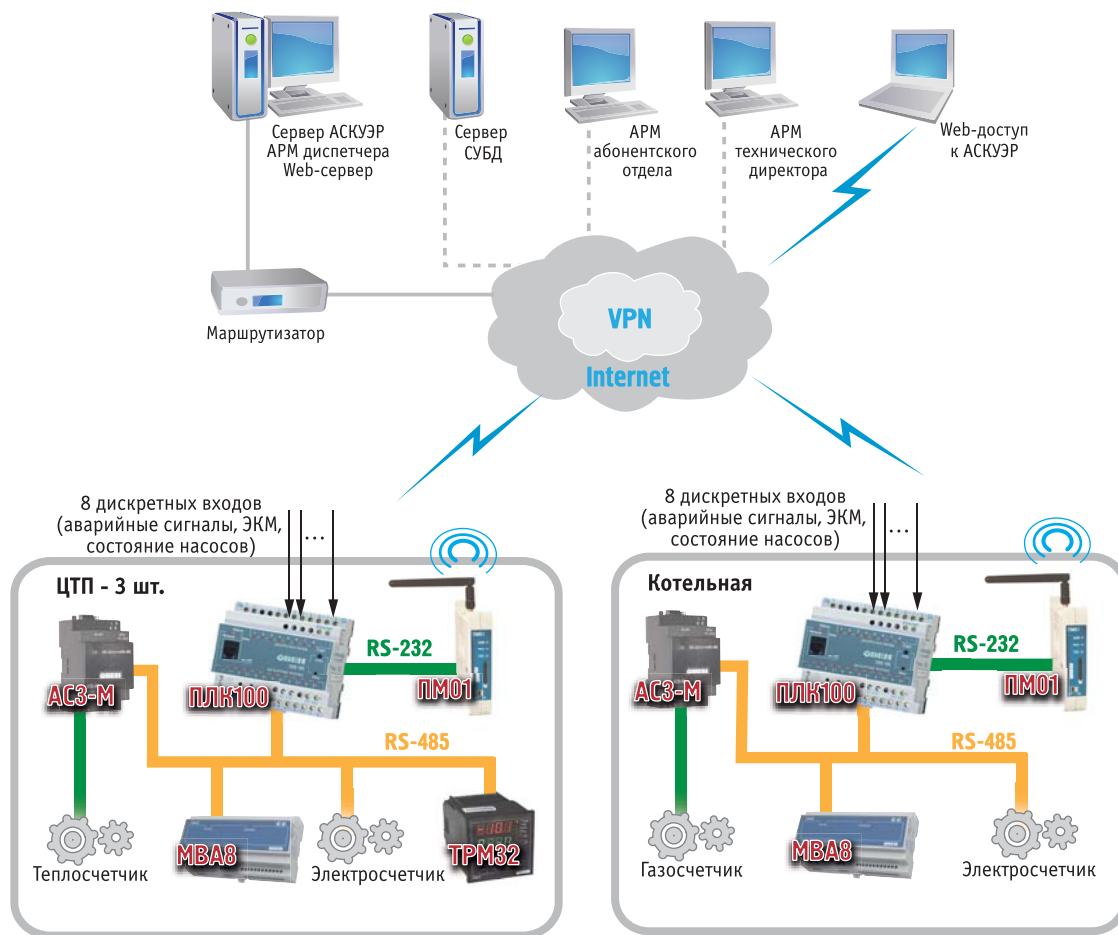 Сервер АСКУЭР
АРМ диспетчера
Web-сервер
Сервер
СУБД
АРМ
абонентского
отдела
АРМ
технического
директора
Web-доступ
к АСКУЭР
Маршрутизатор
VPN
Internet
8 дискретных входов
(аварийные сигналы, ЭКМ,
состояние насосов)
...
8 дискретных входов
(аварийные сигналы, ЭКМ,
состояние насосов)
...
ЦТП - 3 шт.
RS-232
АС3-М
ПЛК100
ПМ01
RS-485
МВА8
ТРМ32
Теплосчетчик
Электросчетчик
Котельная
RS-232
АС3-М
ПЛК100
ПМ01
RS-485
МВА8
Газосчетчик
Электросчетчик